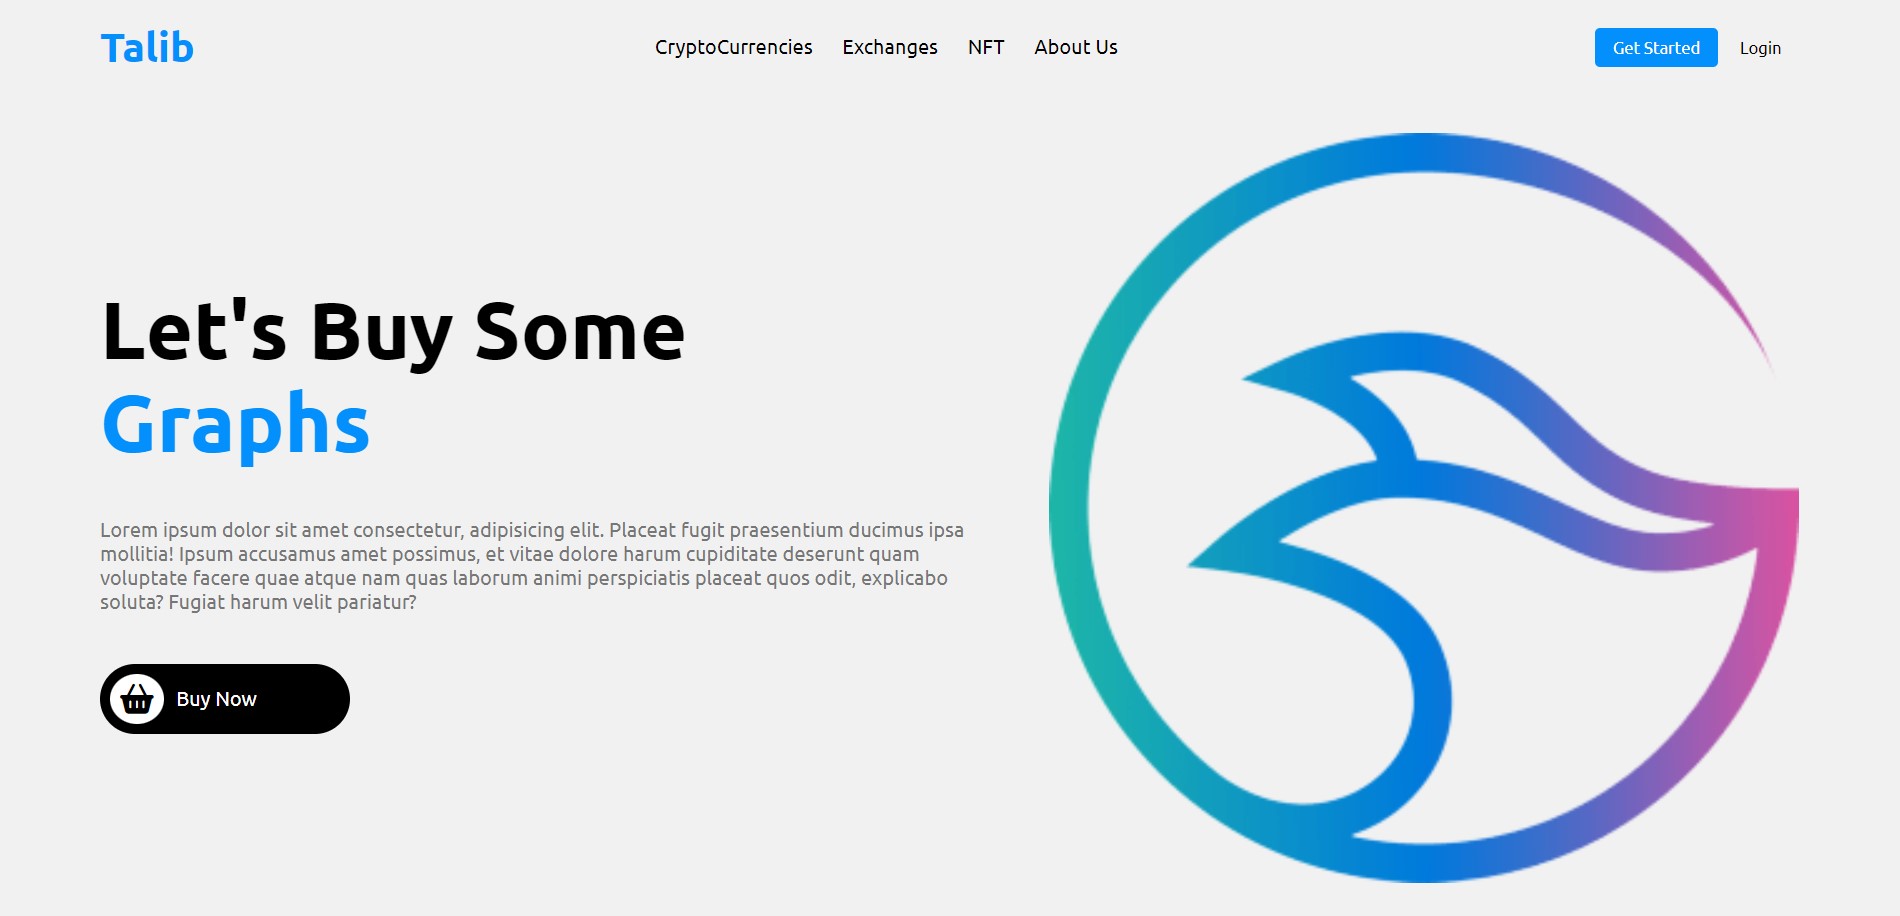 Talib
CryptoCurrencies Exchanges NFT About Us
Get Started Login
Let's Buy Some
Graphs
Lorem ipsum dolor sit amet consectetur, adipisicing elit. Placeat fugit praesentium ducimus ipsa
mollitia! Ipsum accusamus amet possimus, et vitae dolore harum cupiditate deserunt quam
voluptate facere quae atque nam quas laborum animi perspiciatis placeat quos odit, explicabo
soluta? Fugiat harum velit pariatur?
Buy Now